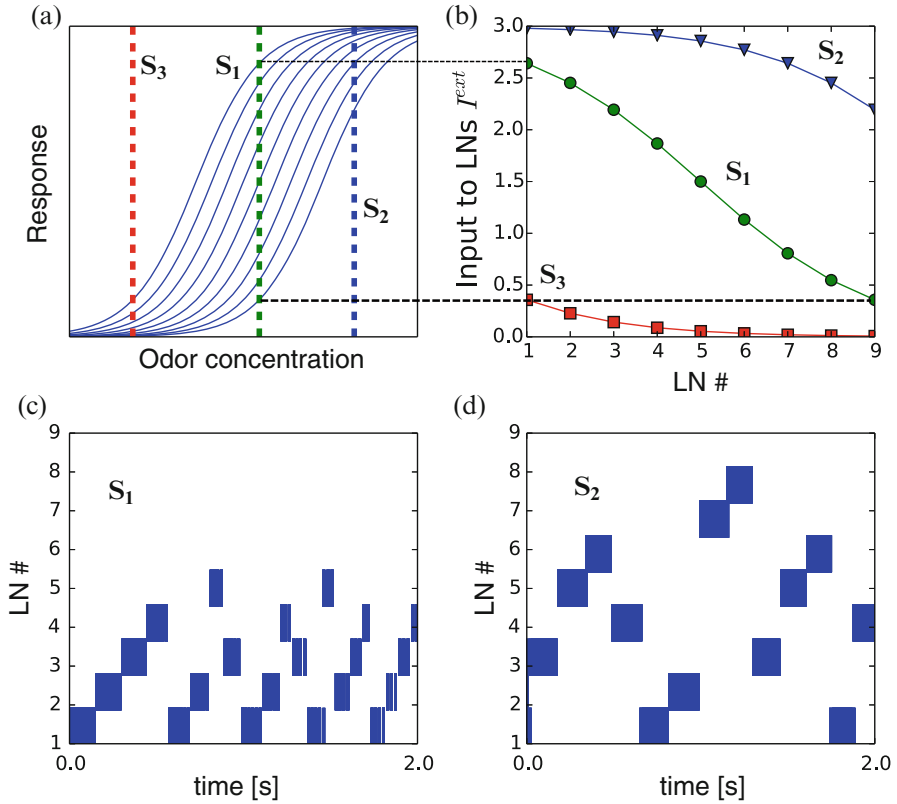 (a)
S3
S1
S2
Response
Odor concentration
(b)
3.0
2.5
2.0
1.5
1.0
0.5
0.0
Input to LNs I^ext
S2
S1
S3
1 2 3 4 5 6 7 8 9
LN #
(c)
9
8
7
6
5
4
3
2
1
LN #
S1
0.0 2.0
time [s]
(d)
9
8
7
6
5
4
3
2
1
LN #
S2
0.0 2.0
time [s]